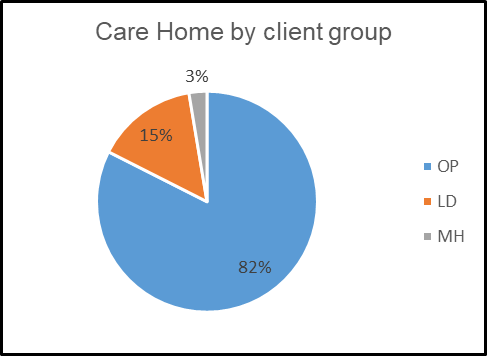 Care Home by client group
3%
15%
82%
OP
LD
MH